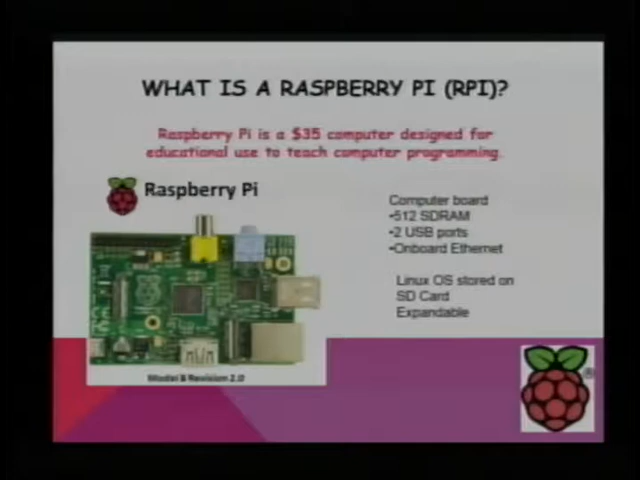 WHAT IS A RASPBERRY PI (RPI)?
Raspberry Pi is a $35 computer designed for
educational use to teach computer programming.
Raspberry Pi
Computer board
•512 SDRAM
•2 USB ports
•Onboard Ethernet
Linux OS stored on
SD Card
Expandable
Model B Revision 2.0
®